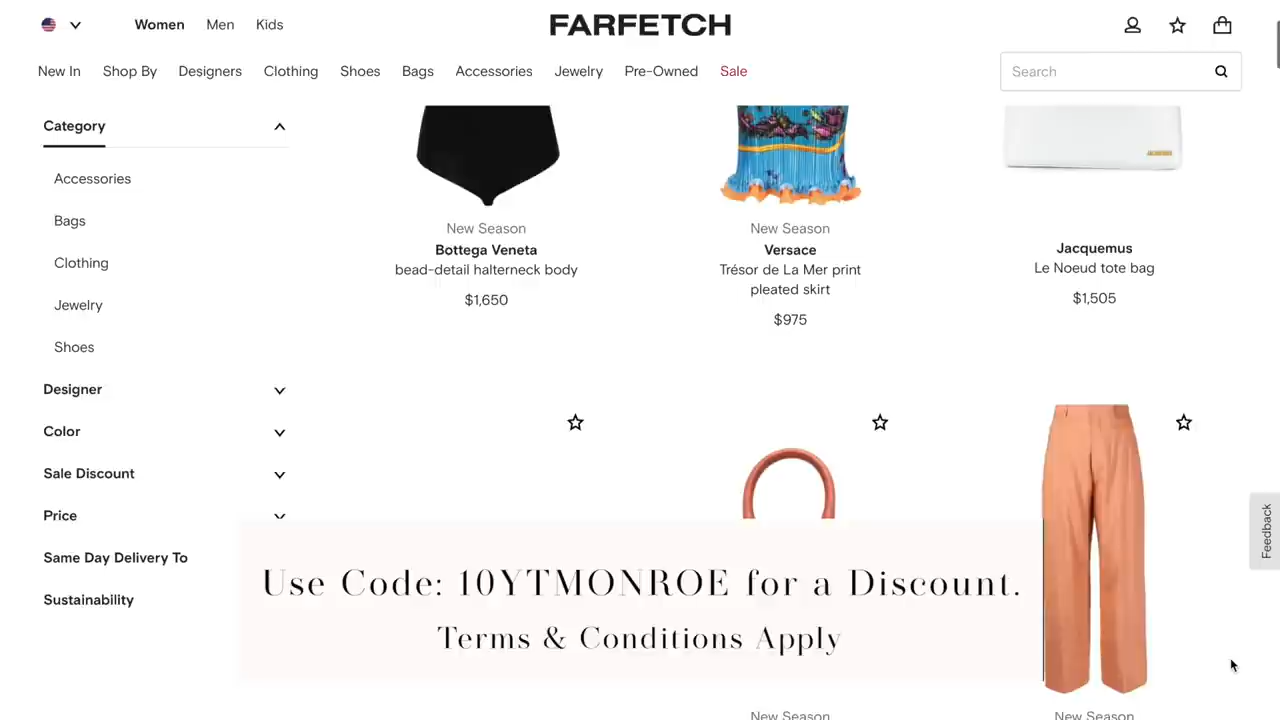 Women Men Kids
FARFETCH
New In Shop By Designers Clothing Shoes Bags Accessories Jewelry Pre-Owned Sale
Search
Category
Accessories
Bags
Clothing
Jewelry
Shoes
Designer
Color
Sale Discount
Price
Same Day Delivery To
Sustainability
New Season
Bottega Veneta
bead-detail halterneck body
$1,650
New Season
Versace
Trésor de La Mer print
pleated skirt
$975
JACQUEMUS
Jacquemus
Le Noeud tote bag
$1,505
Feedback
Use Code: 10YTMONROE for a Discount.
Terms & Conditions Apply
New Season
New Season